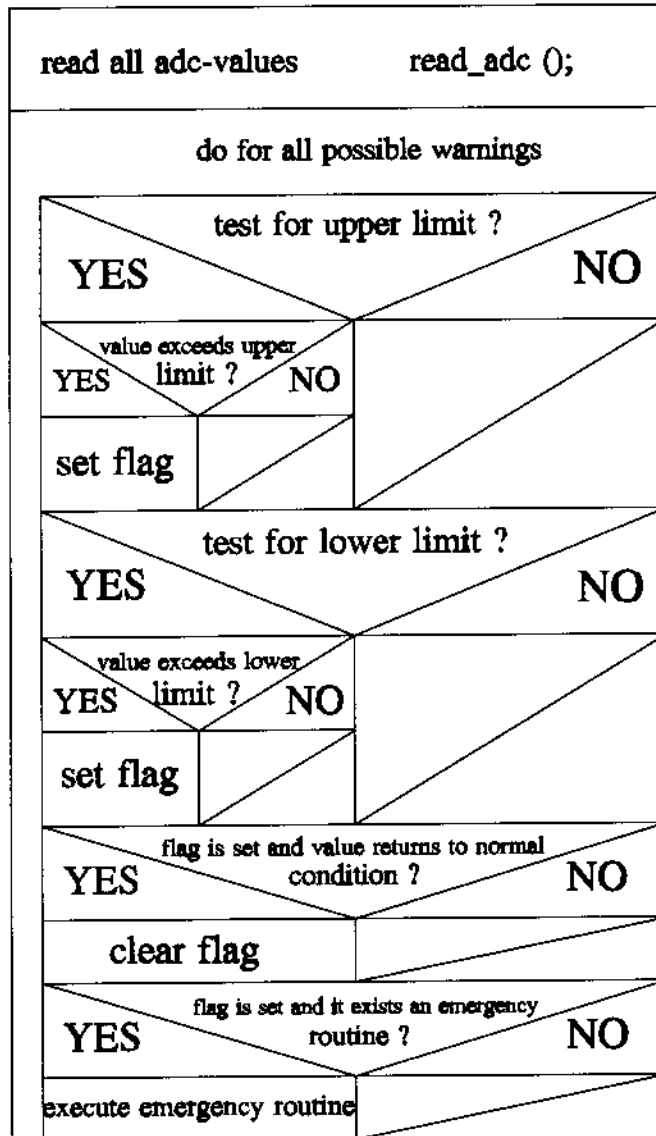 read all adc-values read_adc ();
do for all possible warnings
test for upper limit ?
YES NO
value exceeds upper
YES limit ? NO
set flag
test for lower limit ?
YES NO
value exceeds lower
YES limit ? NO
set flag
flag is set and value returns to normal
YES condition ? NO
clear flag
flag is set and it exists an emergency
YES routine ? NO
execute emergency routine